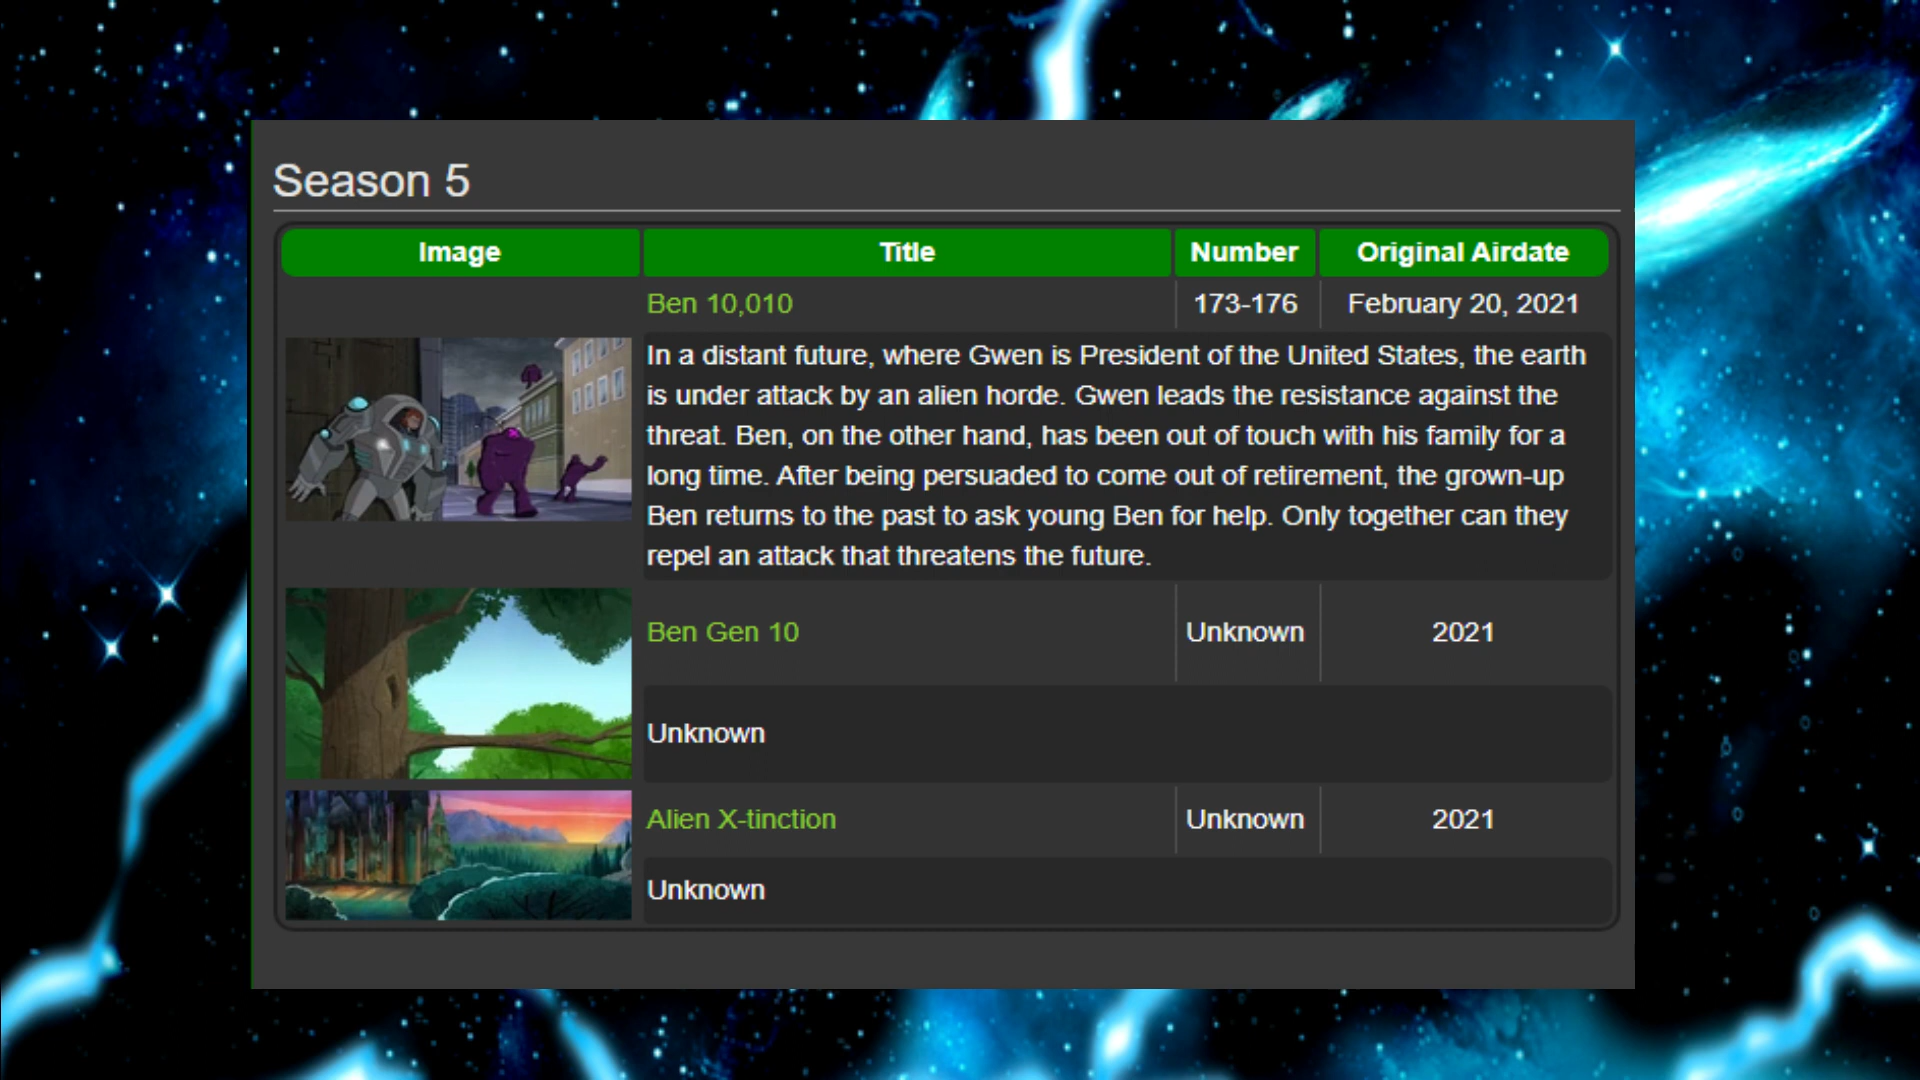 Season 5
Image Title Number Original Airdate
Ben 10,010 173-176 February 20, 2021
In a distant future, where Gwen is President of the United States, the earth
is under attack by an alien horde. Gwen leads the resistance against the
threat. Ben, on the other hand, has been out of touch with his family for a
long time. After being persuaded to come out of retirement, the grown-up
Ben returns to the past to ask young Ben for help. Only together can they
repel an attack that threatens the future.
Ben Gen 10 Unknown 2021
Unknown
Alien X-tinction Unknown 2021
Unknown